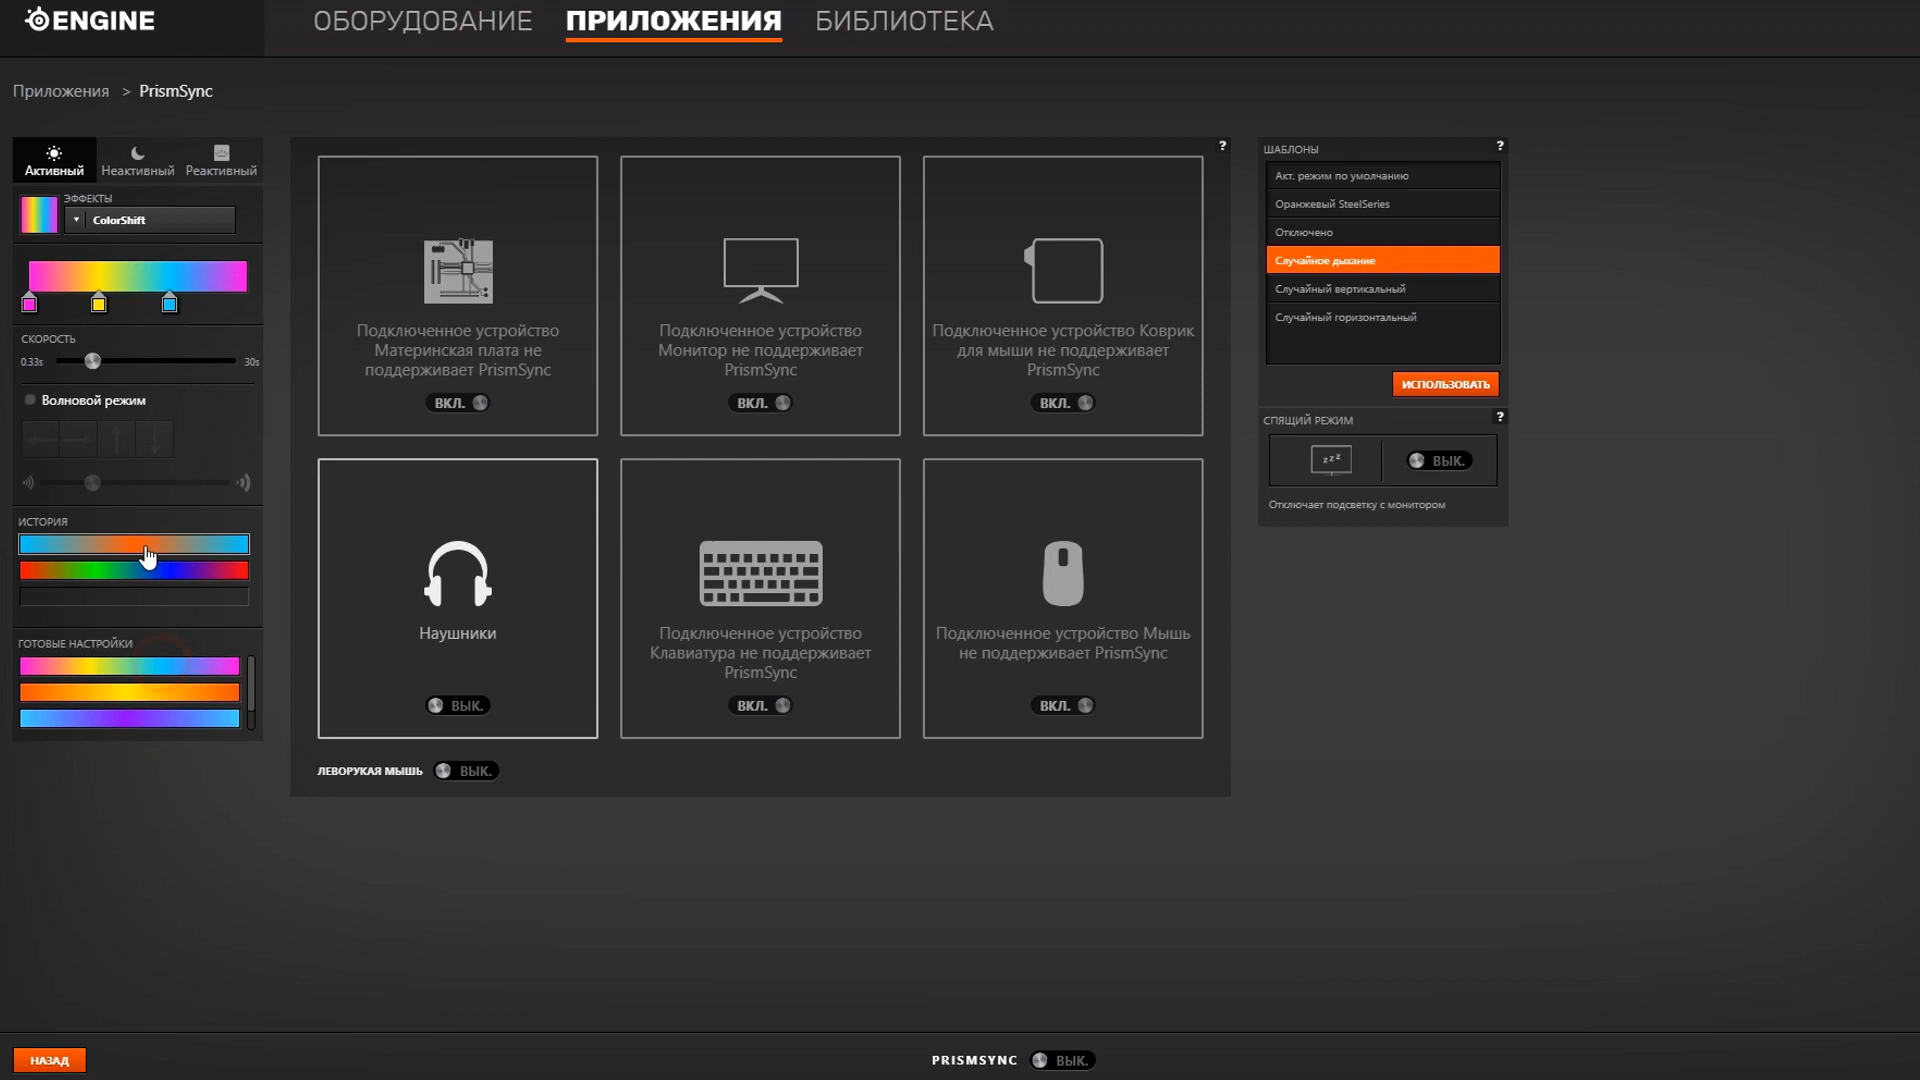 ENGINE
ОБОРУДОВАНИЕ
ПРИЛОЖЕНИЯ
БИБЛИОТЕКА
Приложения > PrismSync
Активный
Неактивный
Реактивный
ЭФФЕКТЫ
ColorShift
СКОРОСТЬ
0.33s
30s
Волновой режим
ИСТОРИЯ
ГОТОВЫЕ НАСТРОЙКИ
?
Подключенное устройство
Материнская плата не
поддерживает PrismSync
ВКЛ.
Подключенное устройство
Монитор не поддерживает
PrismSync
ВКЛ.
Подключенное устройство Коврик
для мыши не поддерживает
PrismSync
ВКЛ.
Наушники
ВЫК.
Подключенное устройство
Клавиатура не поддерживает
PrismSync
ВКЛ.
Подключенное устройство Мышь
не поддерживает PrismSync
ВКЛ.
ЛЕВОРУКАЯ МЫШЬ
ВЫК.
ШАБЛОНЫ
?
Акт. режим по умолчанию
Оранжевый SteelSeries
Отключено
Случайное дыхание
Случайный вертикальный
Случайный горизонтальный
ИСПОЛЬЗОВАТЬ
СПЯЩИЙ РЕЖИМ
?
z z z
ВЫК.
Отключает подсветку с монитором
НАЗАД
PRISMSYNC
ВЫК.